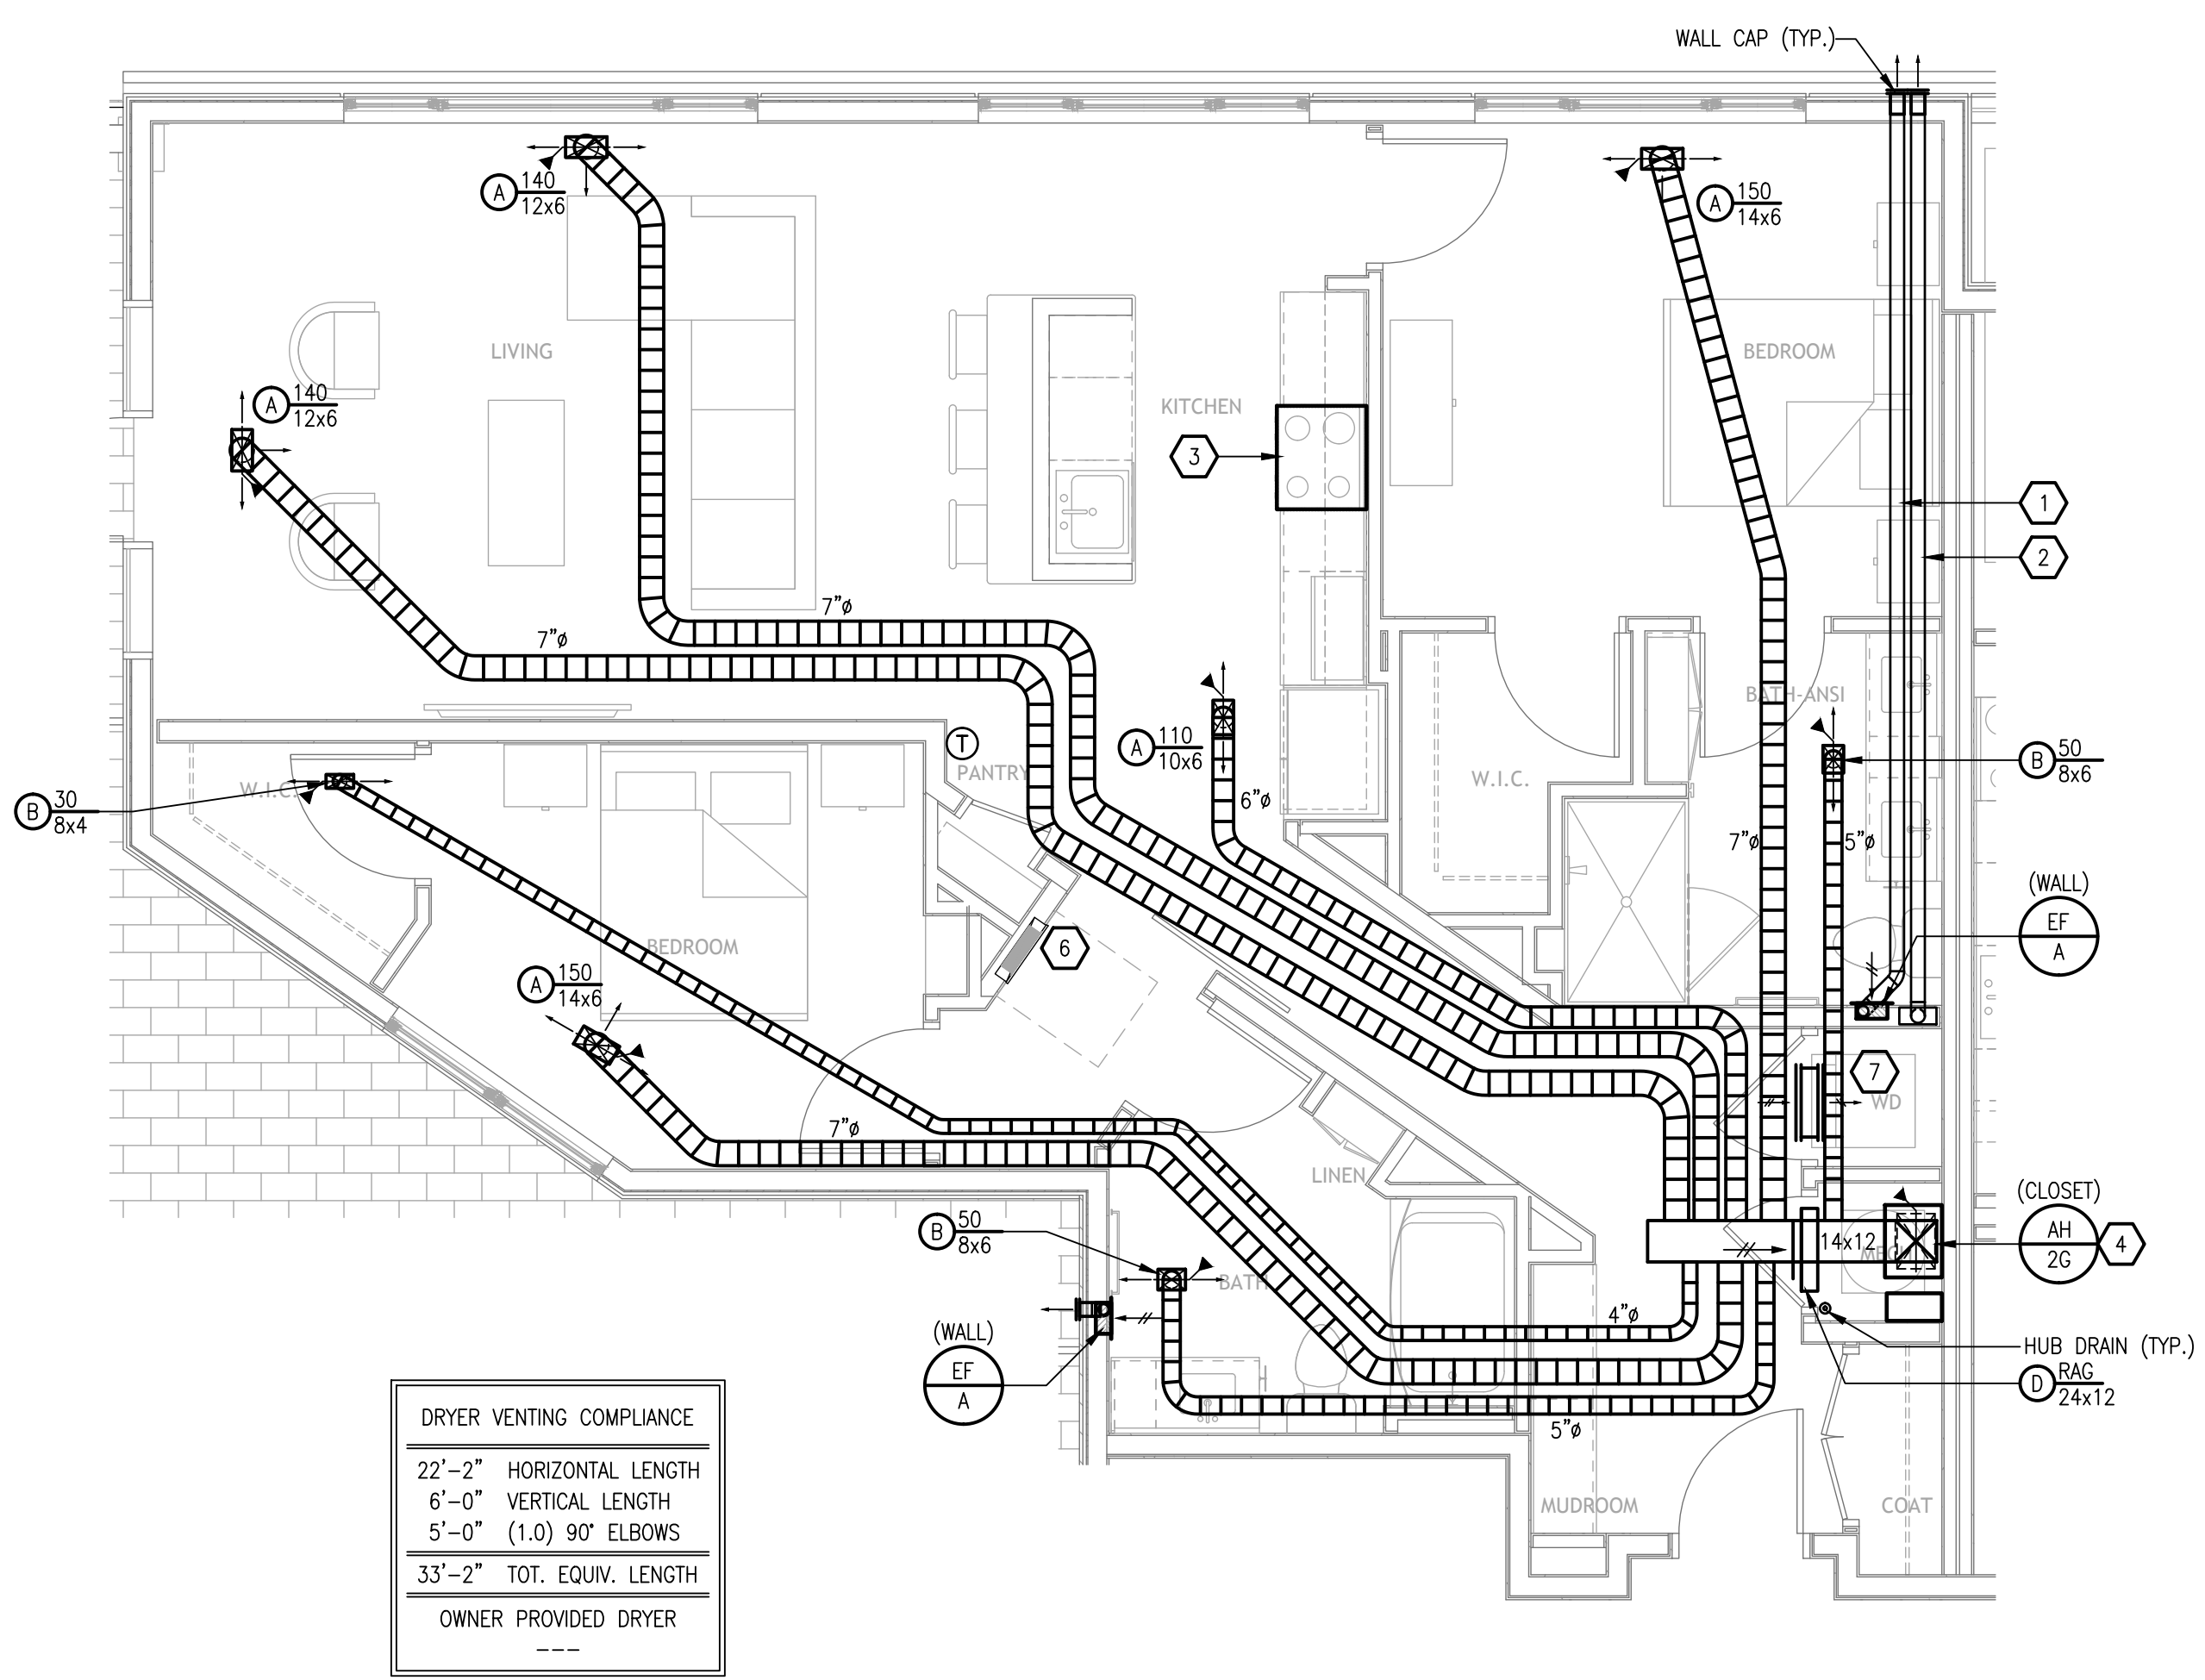 WALL CAP (TYP.)
A
140
12x6
A
150
14x6
LIVING
BEDROOM
A
140
12x6
KITCHEN
3
1
2
7"ø
7"ø
BATH-ANSI
T
PANTRY
A
110
10x6
W.I.C.
B
50
8x6
W.I.C.
B
30
8x4
6"ø
7"ø
5"ø
(WALL)
EF
A
BEDROOM
6
A
150
14x6
7
WD
7"ø
LINEN
(CLOSET)
AH
2G
4
B
50
8x6
14x12
MECH
BATH
4"ø
(WALL)
EF
A
HUB DRAIN (TYP.)
D
RAG
24x12
5"ø
MUDROOM
COAT
DRYER VENTING COMPLIANCE
22'-2" HORIZONTAL LENGTH
6'-0" VERTICAL LENGTH
5'-0" (1.0) 90° ELBOWS
33'-2" TOT. EQUIV. LENGTH
OWNER PROVIDED DRYER
---